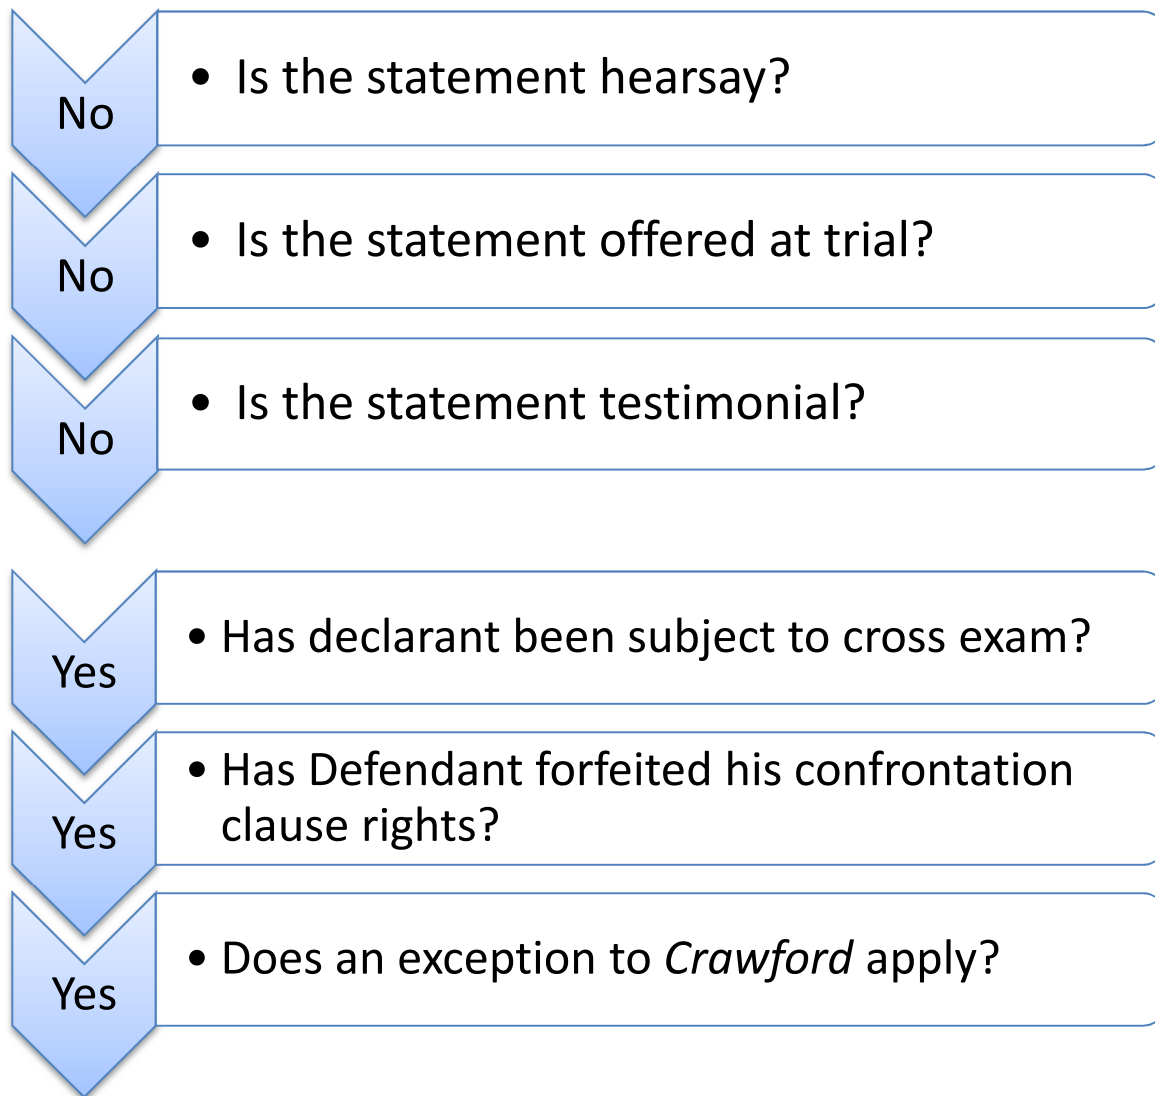 No
• Is the statement hearsay?
No
• Is the statement offered at trial?
No
• Is the statement testimonial?
Yes
• Has declarant been subject to cross exam?
Yes
• Has Defendant forfeited his confrontation
clause rights?
Yes
• Does an exception to Crawford apply?